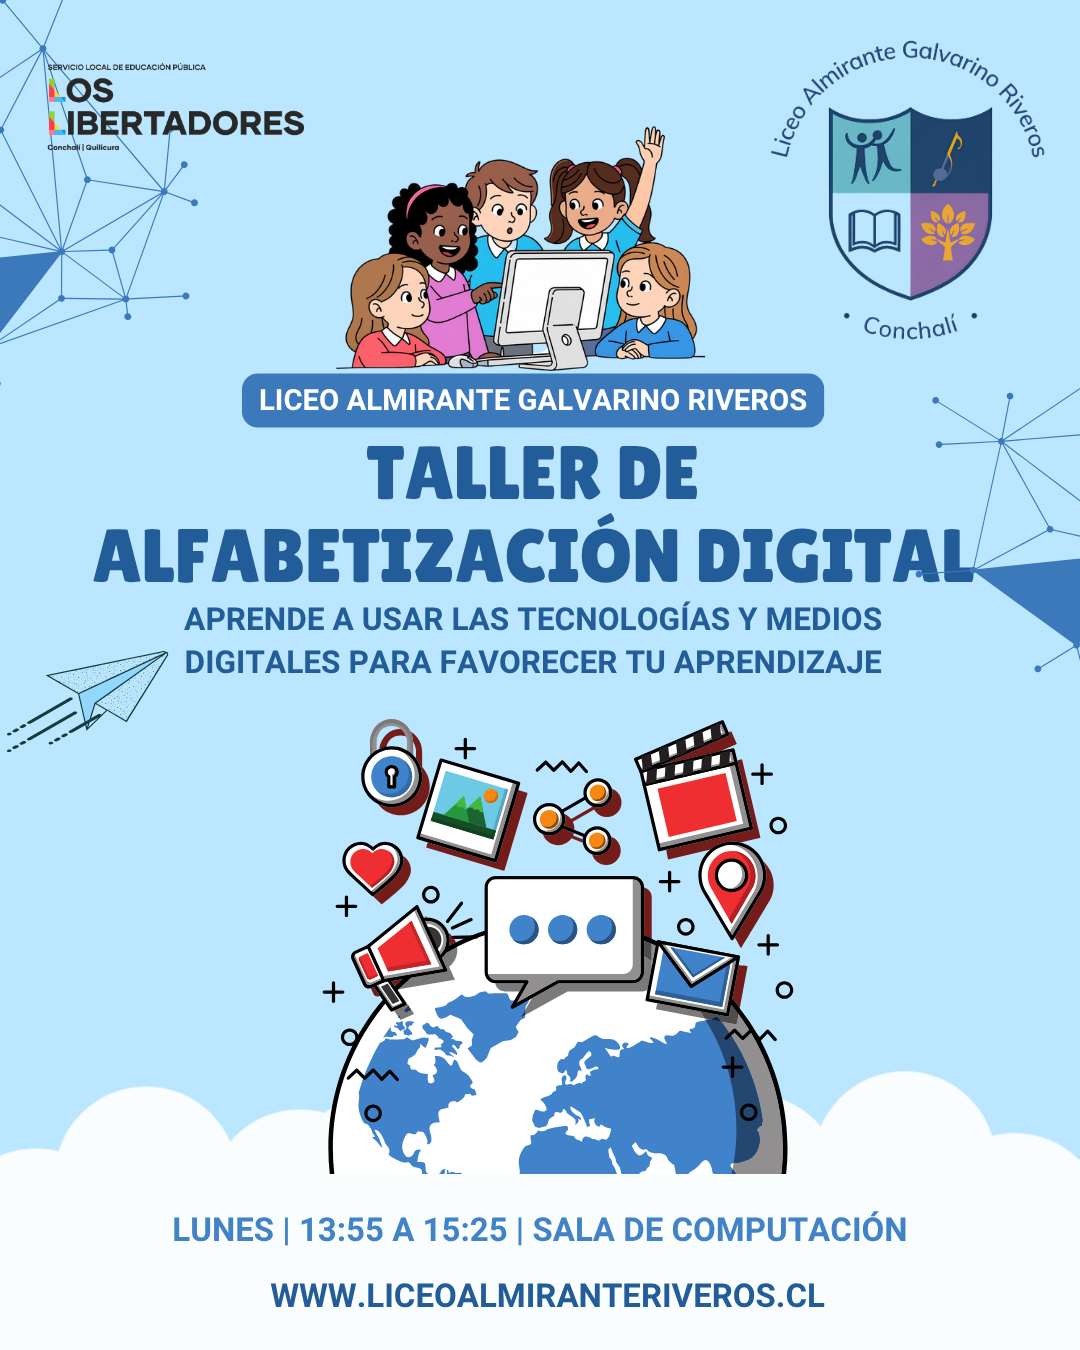 SERVICIO LOCAL DE EDUCACIÓN PÚBLICA
LOS
LIBERTADORES
Conchalí | Quilicura
Liceo Almirante Galvarino Riveros
• Conchalí •
LICEO ALMIRANTE GALVARINO RIVEROS
TALLER DE
ALFABETIZACIÓN DIGITAL
APRENDE A USAR LAS TECNOLOGÍAS Y MEDIOS
DIGITALES PARA FAVORECER TU APRENDIZAJE
LUNES | 13:55 A 15:25 | SALA DE COMPUTACIÓN
WWW.LICEOALMIRANTERIVEROS.CL